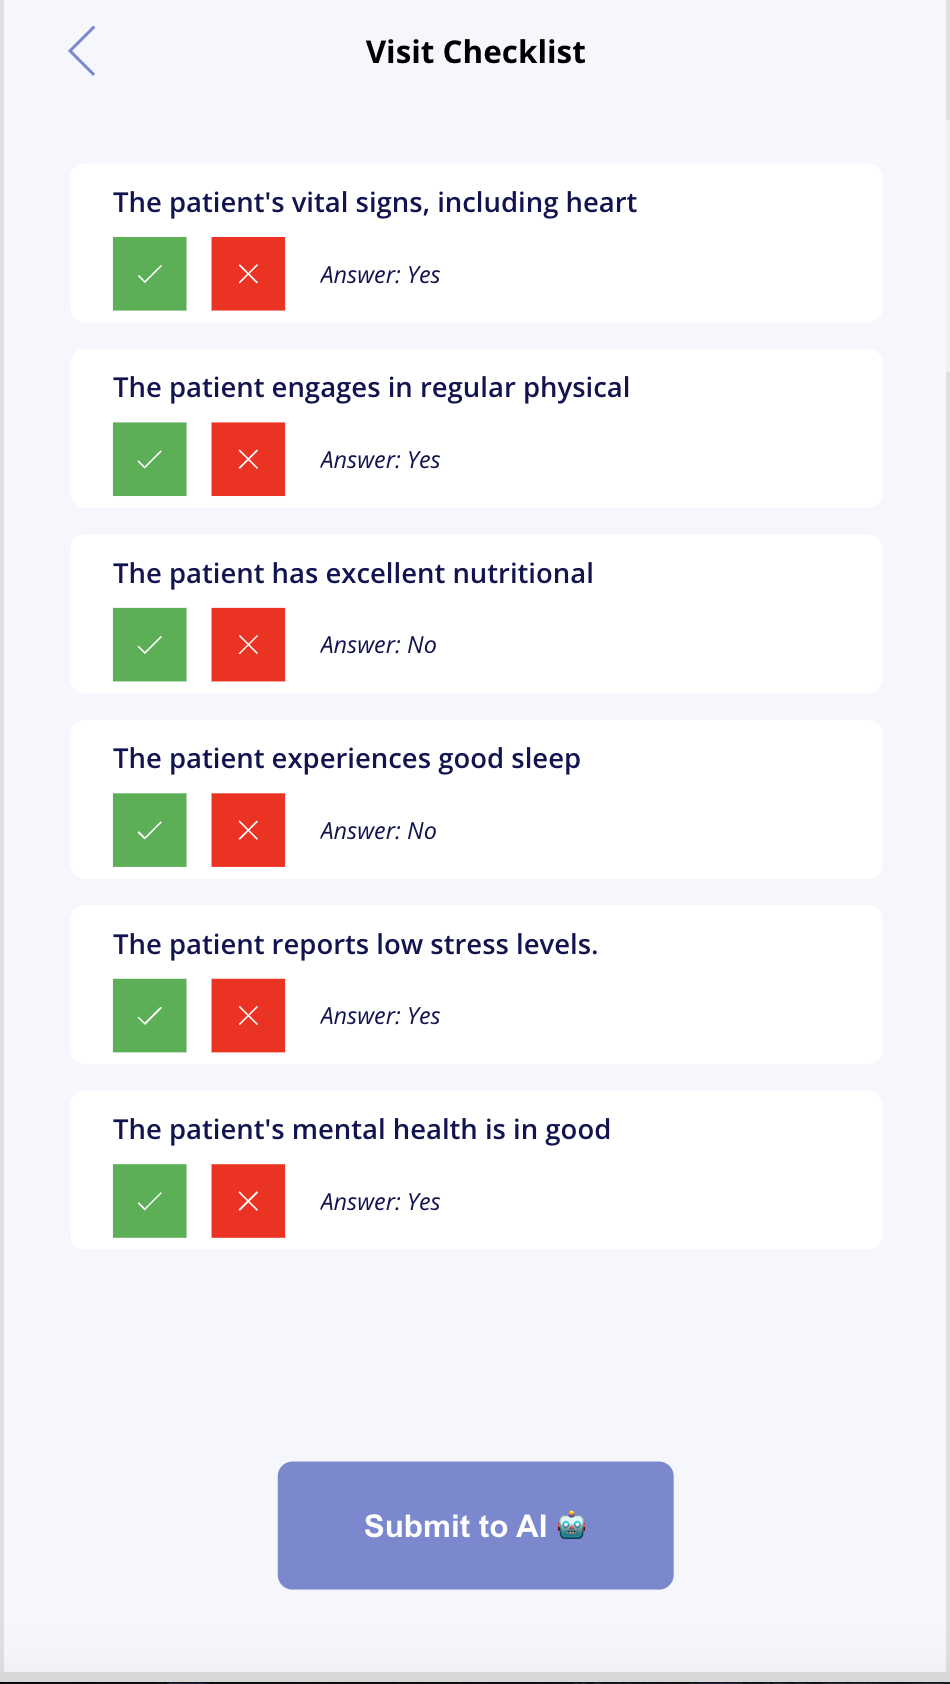 Visit Checklist
The patient's vital signs, including heart
Answer: Yes
The patient engages in regular physical
Answer: Yes
The patient has excellent nutritional
Answer: No
The patient experiences good sleep
Answer: No
The patient reports low stress levels.
Answer: Yes
The patient's mental health is in good
Answer: Yes
Submit to AI 🤖